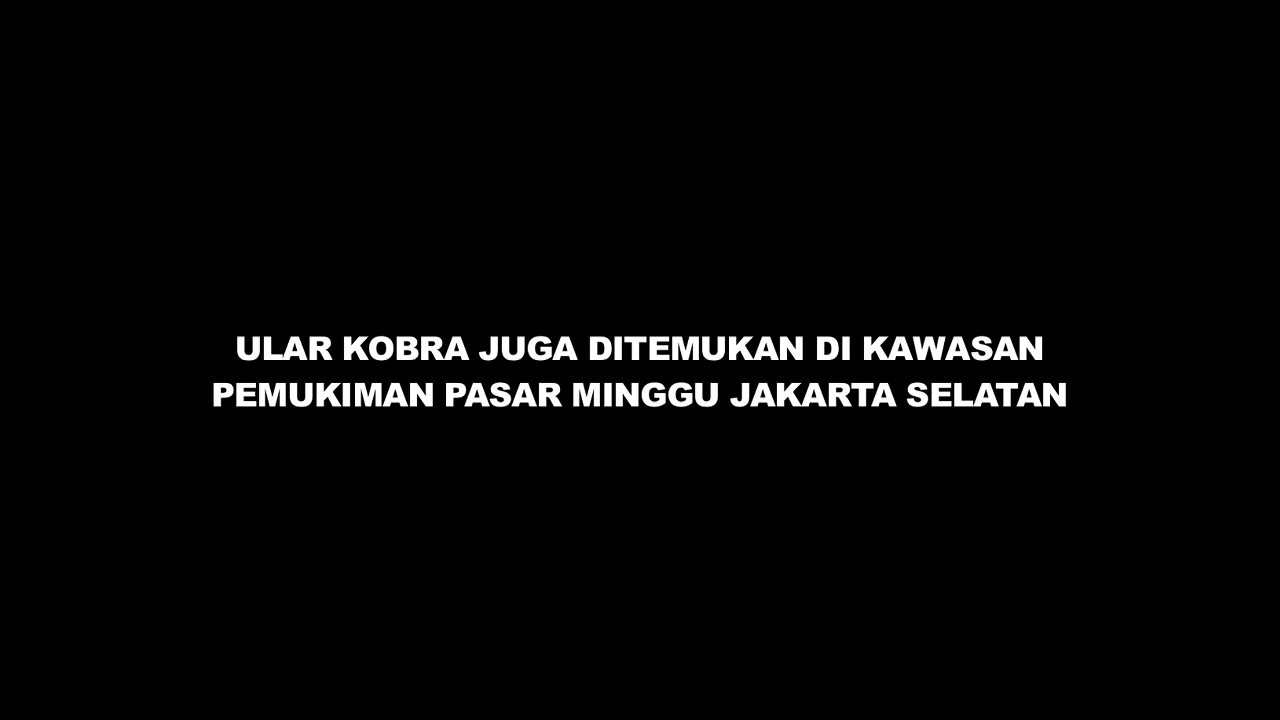 ULAR KOBRA JUGA DITEMUKAN DI KAWASAN
PEMUKIMAN PASAR MINGGU JAKARTA SELATAN